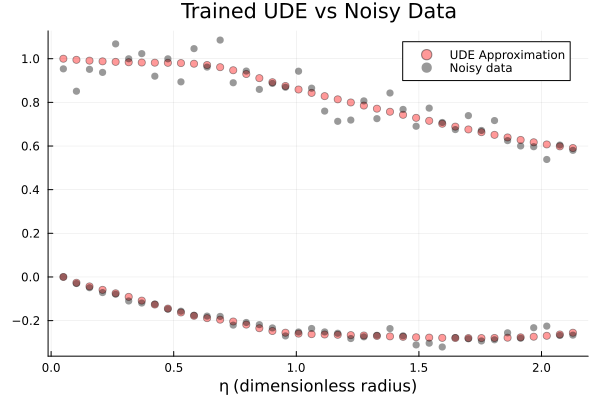 Trained UDE vs Noisy Data
UDE Approximation
Noisy data
1.0
0.8
0.6
0.4
0.2
0.0
−0.2
0.0 0.5 1.0 1.5 2.0
η (dimensionless radius)